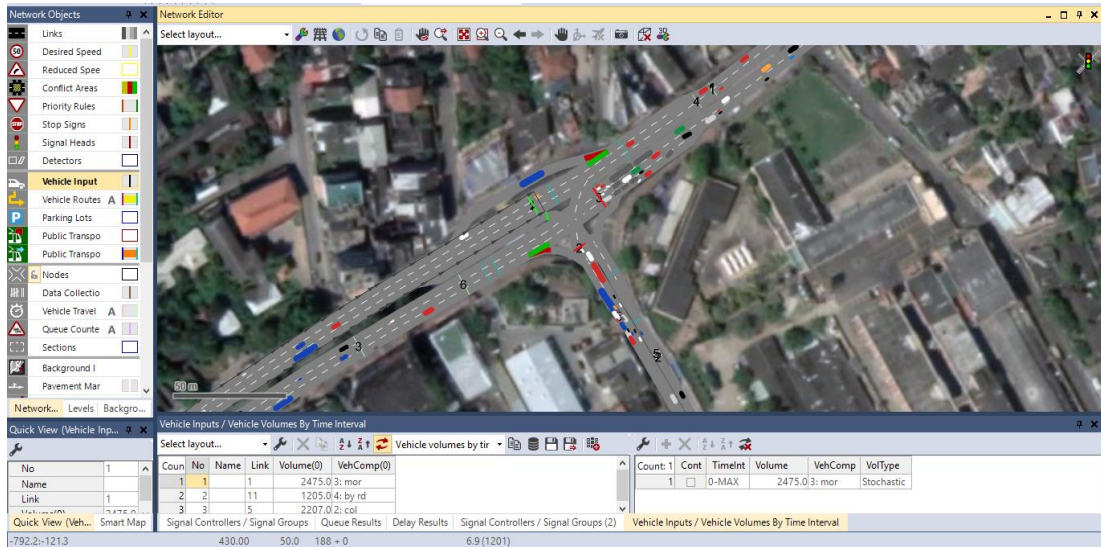 Network Objects
Network Editor
Select layout...
Links
50 Desired Speed
Reduced Spee
Conflict Areas
Priority Rules
STOP Stop Signs
Signal Heads
Detectors
Vehicle Input
Vehicle Routes A
P Parking Lots
Public Transpo
Public Transpo
Nodes
Data Collectio
Vehicle Travel A
Queue Counte A
Sections
Background I
Pavement Mar
Network... Levels Backgro...
1
4
2
6
3
5
50 m
Quick View (Vehicle Inp...
No 1
Name
Link 1
Volume(0) 2475.0
Quick View (Veh... Smart Map
Vehicle Inputs / Vehicle Volumes By Time Interval
Select layout... Vehicle volumes by tir
Coun No Name Link Volume(0) VehComp(0)
1 1 1 2475.0 3: mor
2 2 11 1205.0 4: by rd
3 3 5 2207.0 2: col
Count: 1 Cont TimeInt Volume VehComp VolType
1 0-MAX 2475.0 3: mor Stochastic
Signal Controllers / Signal Groups Queue Results Delay Results Signal Controllers / Signal Groups (2) Vehicle Inputs / Vehicle Volumes By Time Interval
-792.2:-121.3 430.00 50.0 188 + 0 6.9 (1201)